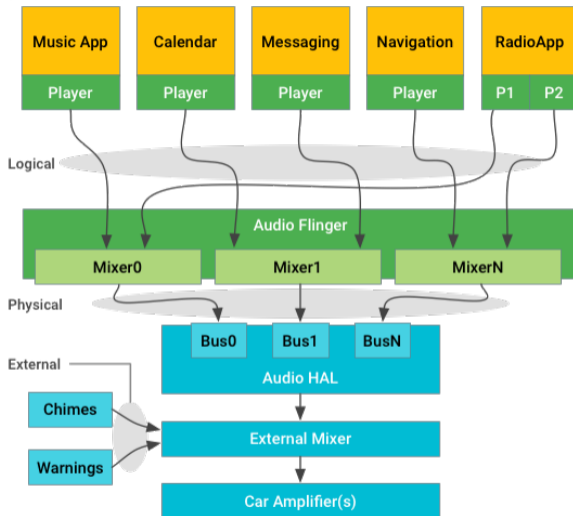 Music App
Calendar
Messaging
Navigation
RadioApp
Player
Player
Player
Player
P1
P2
Logical
Audio Flinger
Mixer0
Mixer1
MixerN
Physical
Bus0
Bus1
BusN
Audio HAL
External
Chimes
External Mixer
Warnings
Car Amplifier(s)